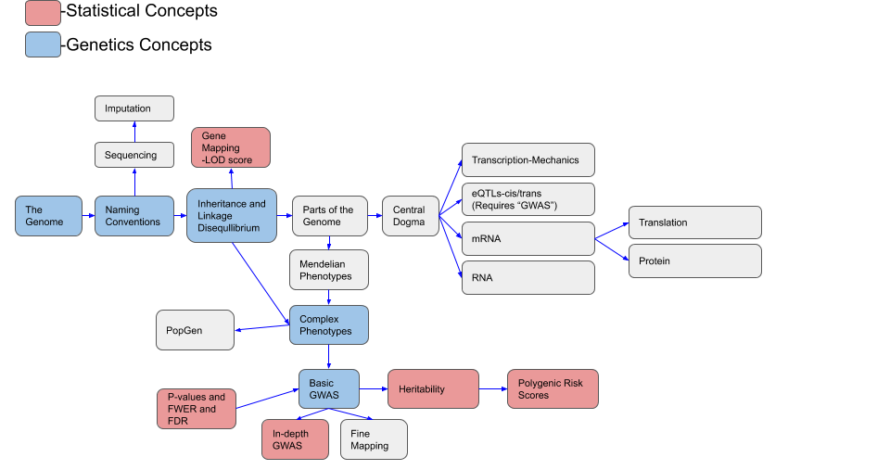 -Statistical Concepts
-Genetics Concepts
Imputation
Sequencing
Gene
Mapping
-LOD score
The
Genome
Naming
Conventions
Inheritance and
Linkage
Disequllibrium
Parts of the
Genome
Central
Dogma
Transcription-Mechanics
eQTLs-cis/trans
(Requires “GWAS”)
mRNA
RNA
Translation
Protein
Mendelian
Phenotypes
Complex
Phenotypes
PopGen
P-values and
FWER and
FDR
Basic
GWAS
Heritability
Polygenic Risk
Scores
In-depth
GWAS
Fine
Mapping